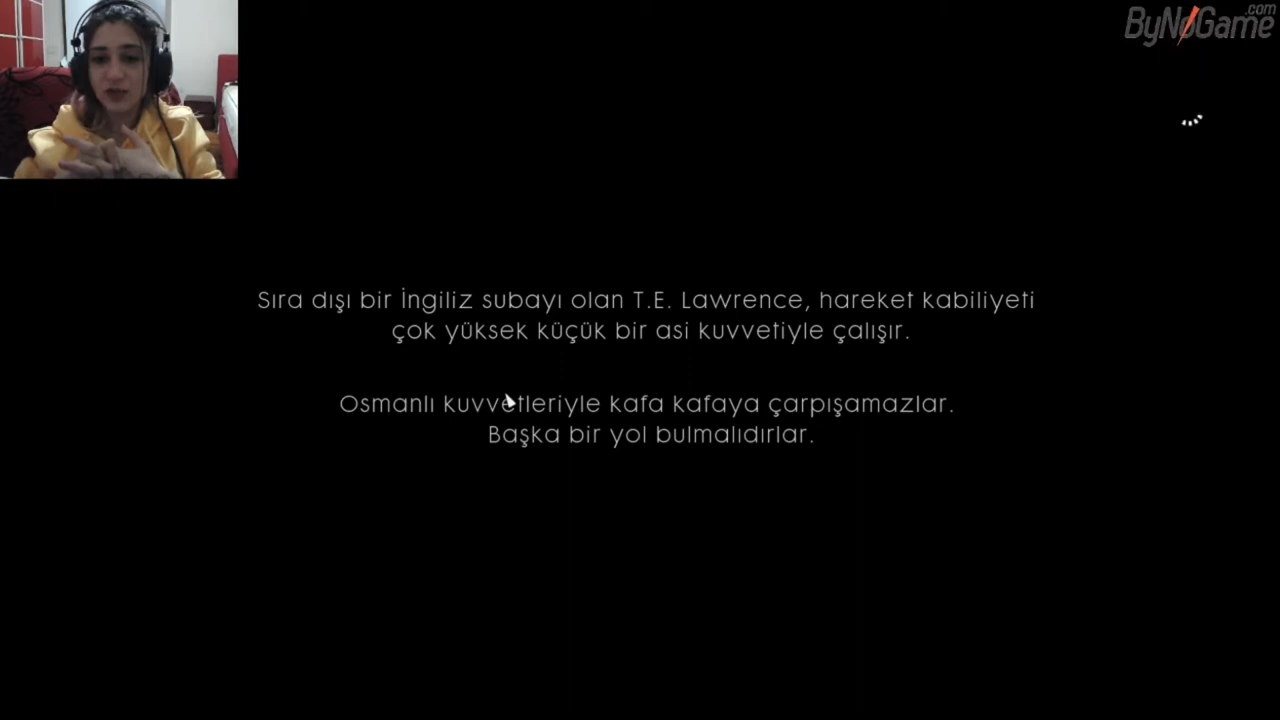 ByNoGame.com
Sıra dışı bir İngiliz subayı olan T.E. Lawrence, hareket kabiliyeti
çok yüksek küçük bir asi kuvvetiyle çalışır.
Osmanlı kuvvetleriyle kafa kafaya çarpışamazlar.
Başka bir yol bulmalıdırlar.